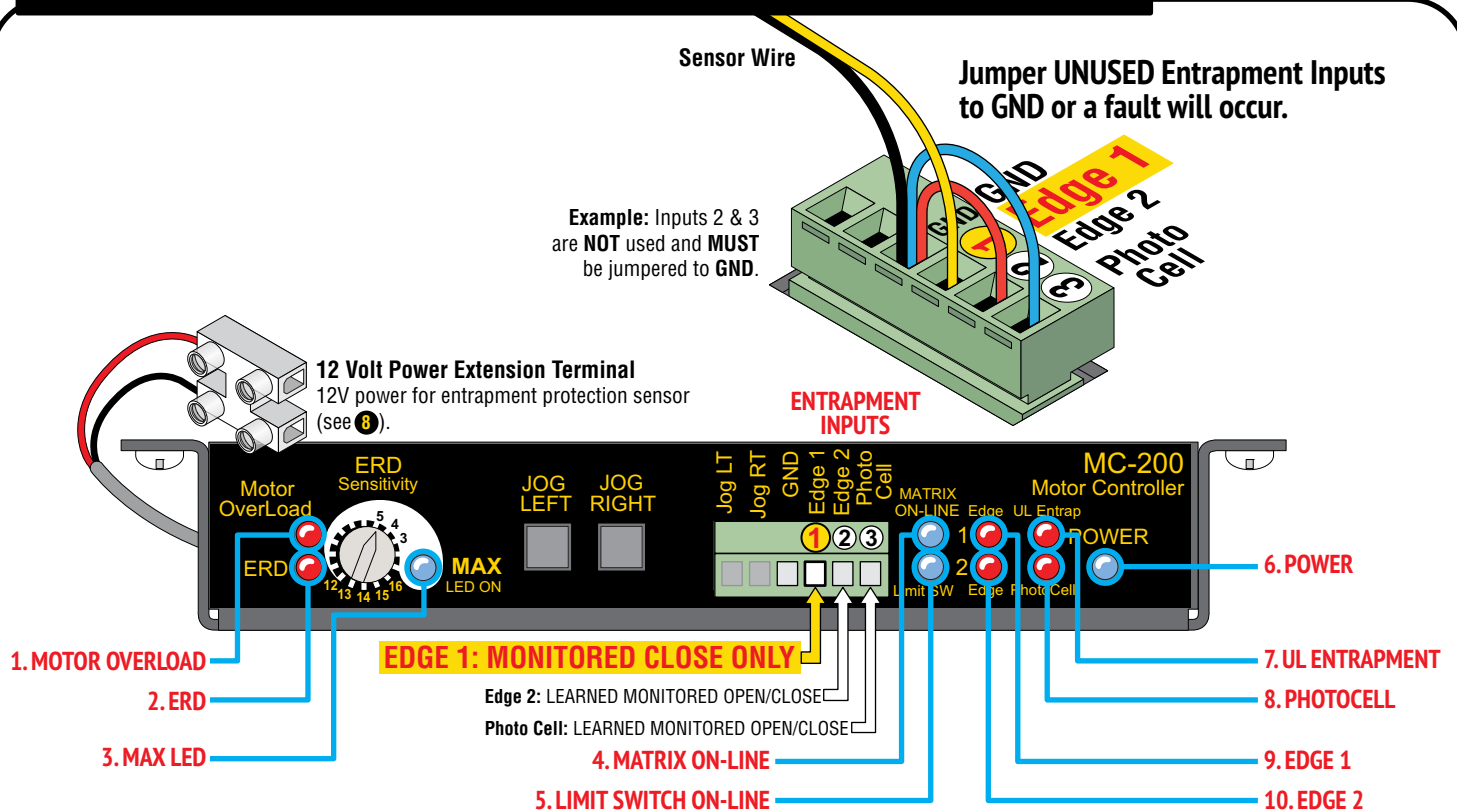 Sensor Wire
Jumper UNUSED Entrapment Inputs
to GND or a fault will occur.
GND
GND
Edge 1
Edge 2
Photo
Cell
1
2
3
Example: Inputs 2 & 3
are NOT used and MUST
be jumpered to GND.
12 Volt Power Extension Terminal
12V power for entrapment protection sensor
(see 8).
ENTRAPMENT
INPUTS
Motor
OverLoad
ERD
ERD
Sensitivity
5
4
3
12
13
14
15
16
MAX
LED ON
JOG
LEFT
JOG
RIGHT
Jog LT
Jog RT
GND
Edge 1
Edge 2
Photo
Cell
1
2
3
MATRIX
ON-LINE
Limit SW
Edge
1
2
Edge
UL Entrap
PhotoCell
MC-200
Motor Controller
POWER
1. MOTOR OVERLOAD
2. ERD
3. MAX LED
EDGE 1: MONITORED CLOSE ONLY
Edge 2: LEARNED MONITORED OPEN/CLOSE
Photo Cell: LEARNED MONITORED OPEN/CLOSE
4. MATRIX ON-LINE
5. LIMIT SWITCH ON-LINE
6. POWER
7. UL ENTRAPMENT
8. PHOTOCELL
9. EDGE 1
10. EDGE 2